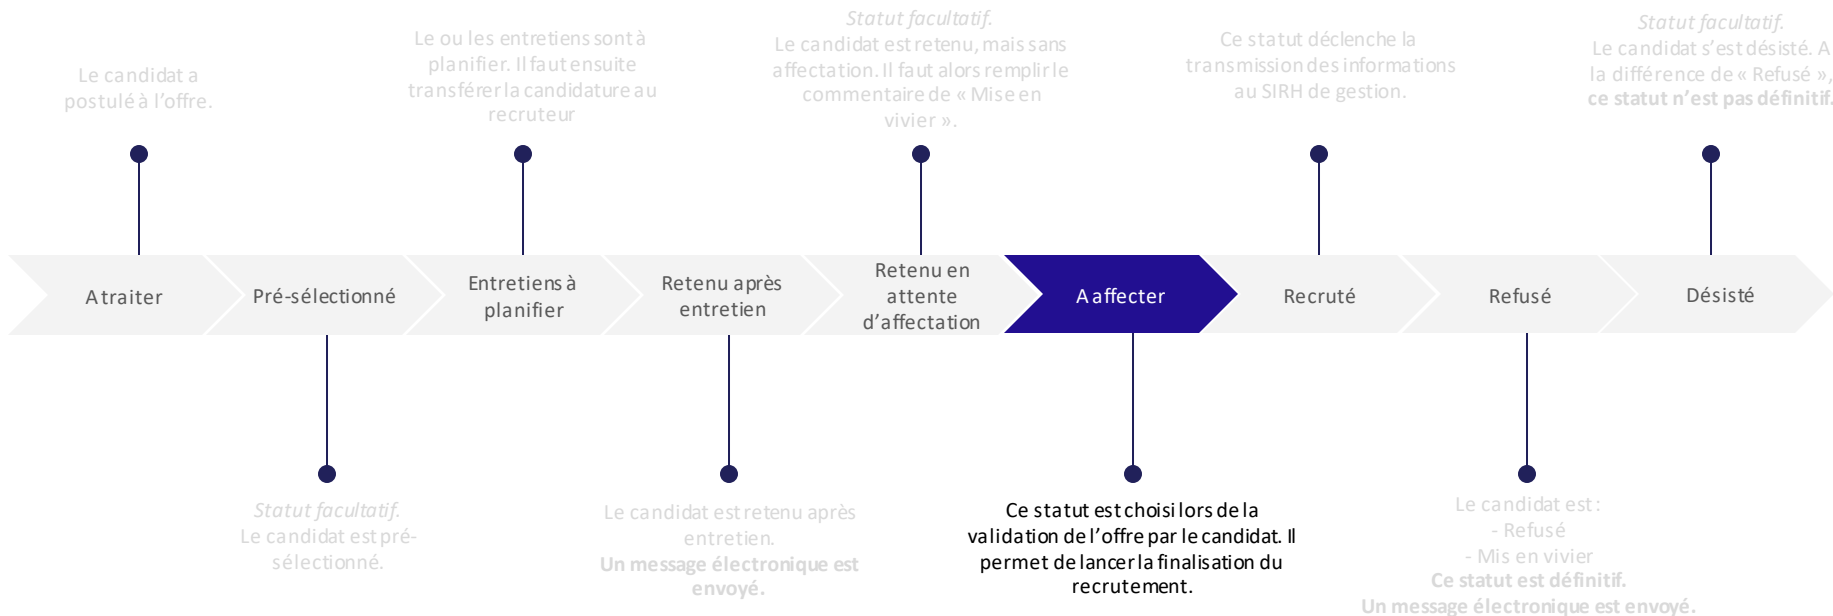 Le candidat a
postulé à l’offre.
Le ou les entretiens sont à
planifier. Il faut ensuite
transférer la candidature au
recruteur
Statut facultatif.
Le candidat est retenu, mais sans
affectation. Il faut alors remplir le
commentaire de « Mise en
vivier ».
Ce statut déclenche la
transmission des informations
au SIRH de gestion.
Statut facultatif.
Le candidat s’est désisté. A
la différence de « Refusé »,
ce statut n’est pas définitif.
A traiter
Pré-sélectionné
Entretiens à
planifier
Retenu après
entretien
Retenu en
attente
d’affectation
A affecter
Recruté
Refusé
Désisté
Statut facultatif.
Le candidat est pré-
sélectionné.
Le candidat est retenu après
entretien.
Un message électronique est
envoyé.
Ce statut est choisi lors de la
validation de l’offre par le candidat. Il
permet de lancer la finalisation du
recrutement.
Le candidat est :
- Refusé
- Mis en vivier
Ce statut est définitif.
Un message électronique est envoyé.